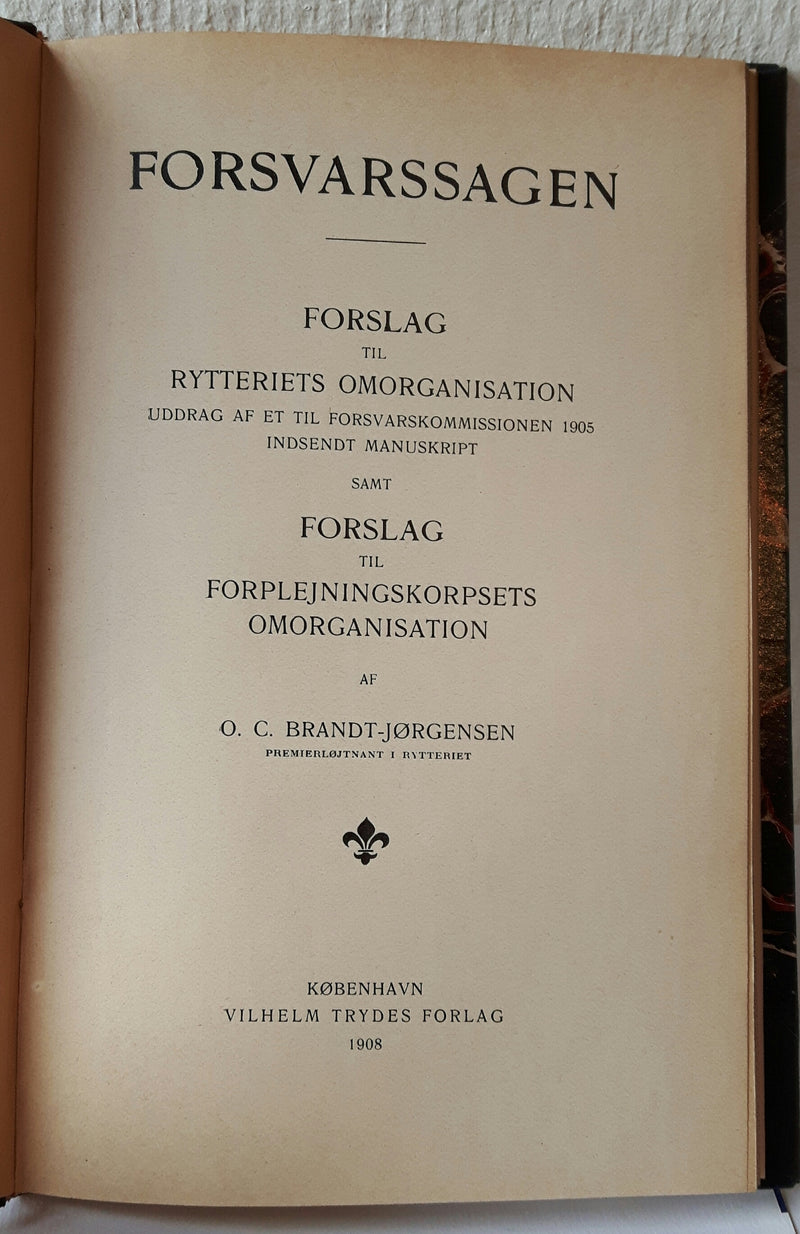 FORSVARSSAGEN
FORSLAG
TIL
RYTTERIETS OMORGANISATION
UDDRAG AF ET TIL FORSVARSKOMMISSIONEN 1905
INDSENDT MANUSKRIPT
SAMT
FORSLAG
TIL
FORPLEJNINGSKORPSETS
OMORGANISATION
AF
O. C. BRANDT-JØRGENSEN
PREMIERLØJTNANT I RYTTERIET
KØBENHAVN
VILHELM TRYDES FORLAG
1908